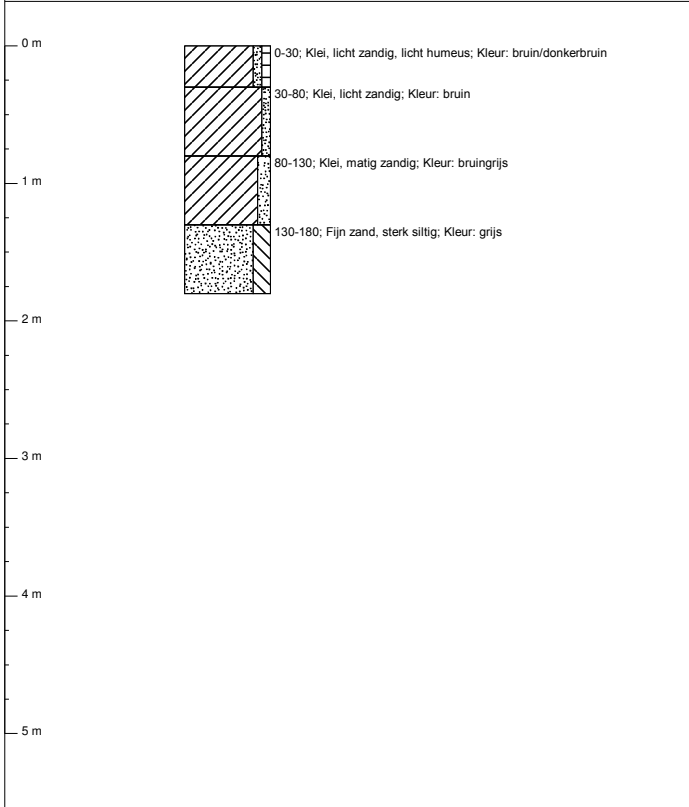 0 m
0-30; Klei, licht zandig, licht humeus; Kleur: bruin/donkerbruin
30-80; Klei, licht zandig; Kleur: bruin
80-130; Klei, matig zandig; Kleur: bruingrijs
1 m
130-180; Fijn zand, sterk siltig; Kleur: grijs
2 m
3 m
4 m
5 m